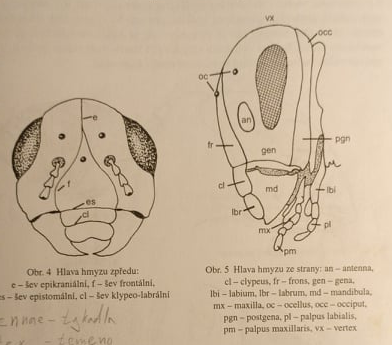 e
f
es
cl
Obr. 4 Hlava hmyzu zpředu:
e – šev epikraniální, f – šev frontální,
es – šev epistomální, cl – šev klypeo-labrální
tykadla
temeno
vx
occ
oc
an
gen
fr
pgn
cl
md
lbi
lbr
mx
pl
pm
Obr. 5 Hlava hmyzu ze strany: an – antenna,
cl – clypeus, fr – frons, gen – gena,
lbi – labium, lbr – labrum, md – mandibula,
mx – maxilla, oc – ocellus, occ – occiput,
pgn – postgena, pl – palpus labialis,
pm – palpus maxillaris, vx – vertex